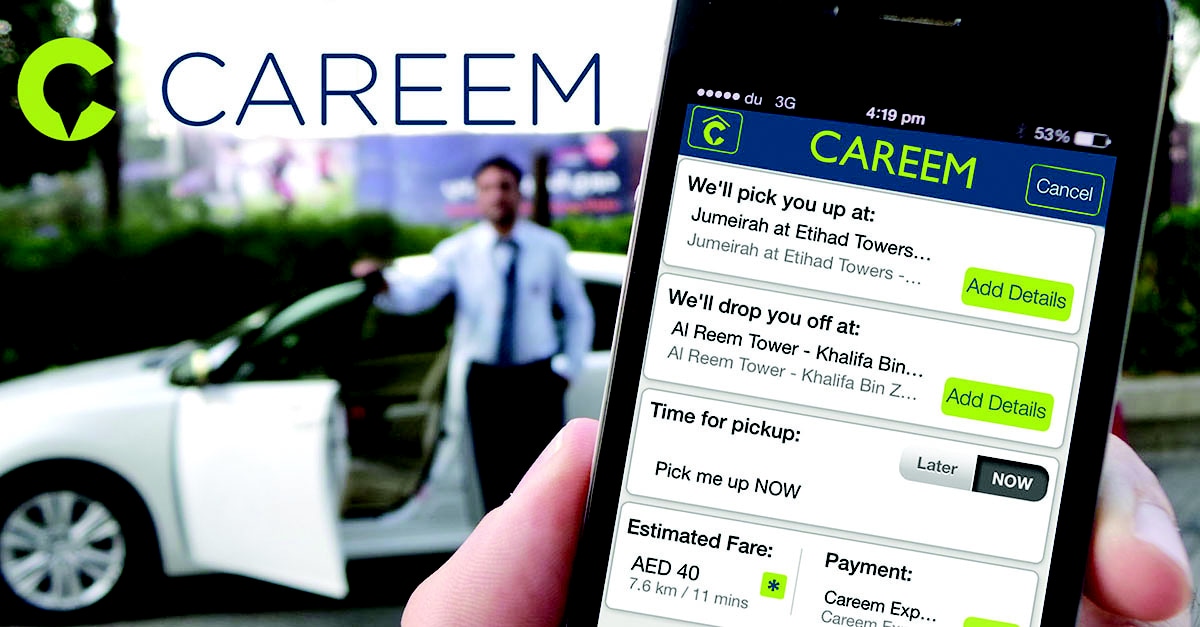 CAREEM
du 3G
4:19 pm
53%
CAREEM
Cancel
We'll pick you up at:
Jumeirah at Etihad Towers...
Jumeirah at Etihad Towers -...
Add Details
We'll drop you off at:
Al Reem Tower - Khalifa Bin...
Al Reem Tower - Khalifa Bin Z...
Add Details
Time for pickup:
Later NOW
Pick me up NOW
Estimated Fare:
AED 40 *
7.6 km / 11 mins
Payment:
Careem Exp...